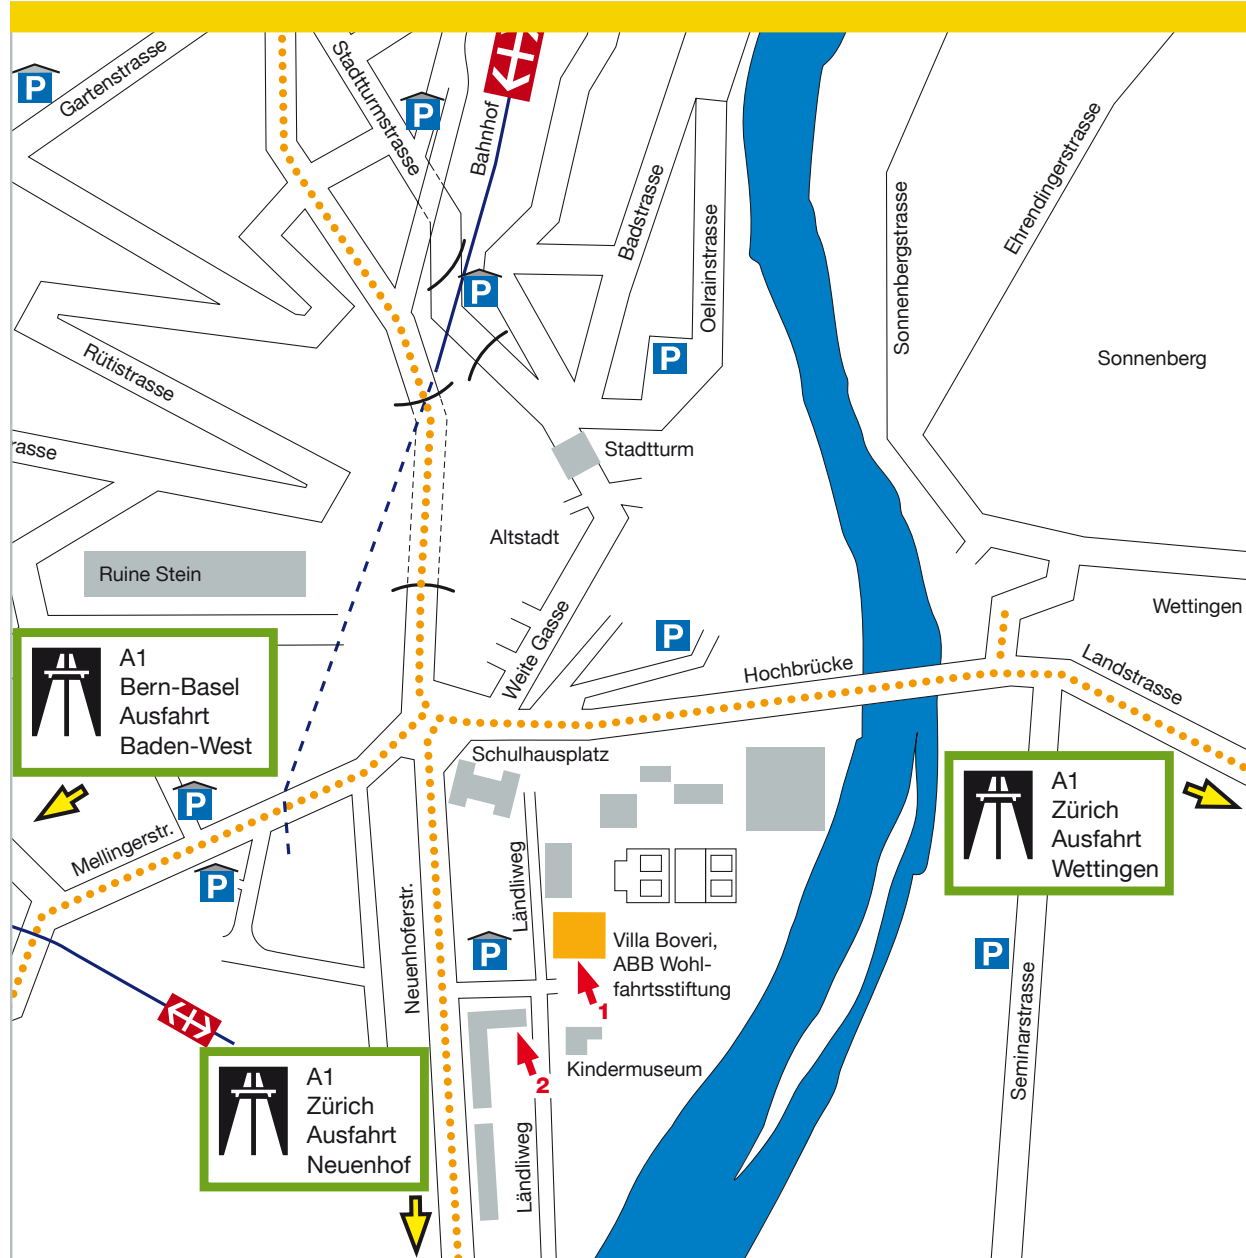 P
Gartenstrasse
Stadtturmstrasse
P
Bahnhof
Badstrasse
Oelrainstrasse
Sonnenbergstrasse
Ehrendingerstrasse
P
P
Sonnenberg
Rütistrasse
rasse
Stadtturm
Altstadt
Ruine Stein
Weite Gasse
P
Wettingen
Hochbrücke
Landstrasse
A1
Bern-Basel
Ausfahrt
Baden-West
Schulhausplatz
A1
Zürich
Ausfahrt
Wettingen
P
Mellingerstr.
P
Neuenhoferstr.
Ländliweg
P
Villa Boveri,
ABB Wohl-
fahrtsstiftung
1
P
Seminarstrasse
2
Kindermuseum
A1
Zürich
Ausfahrt
Neuenhof
Ländliweg